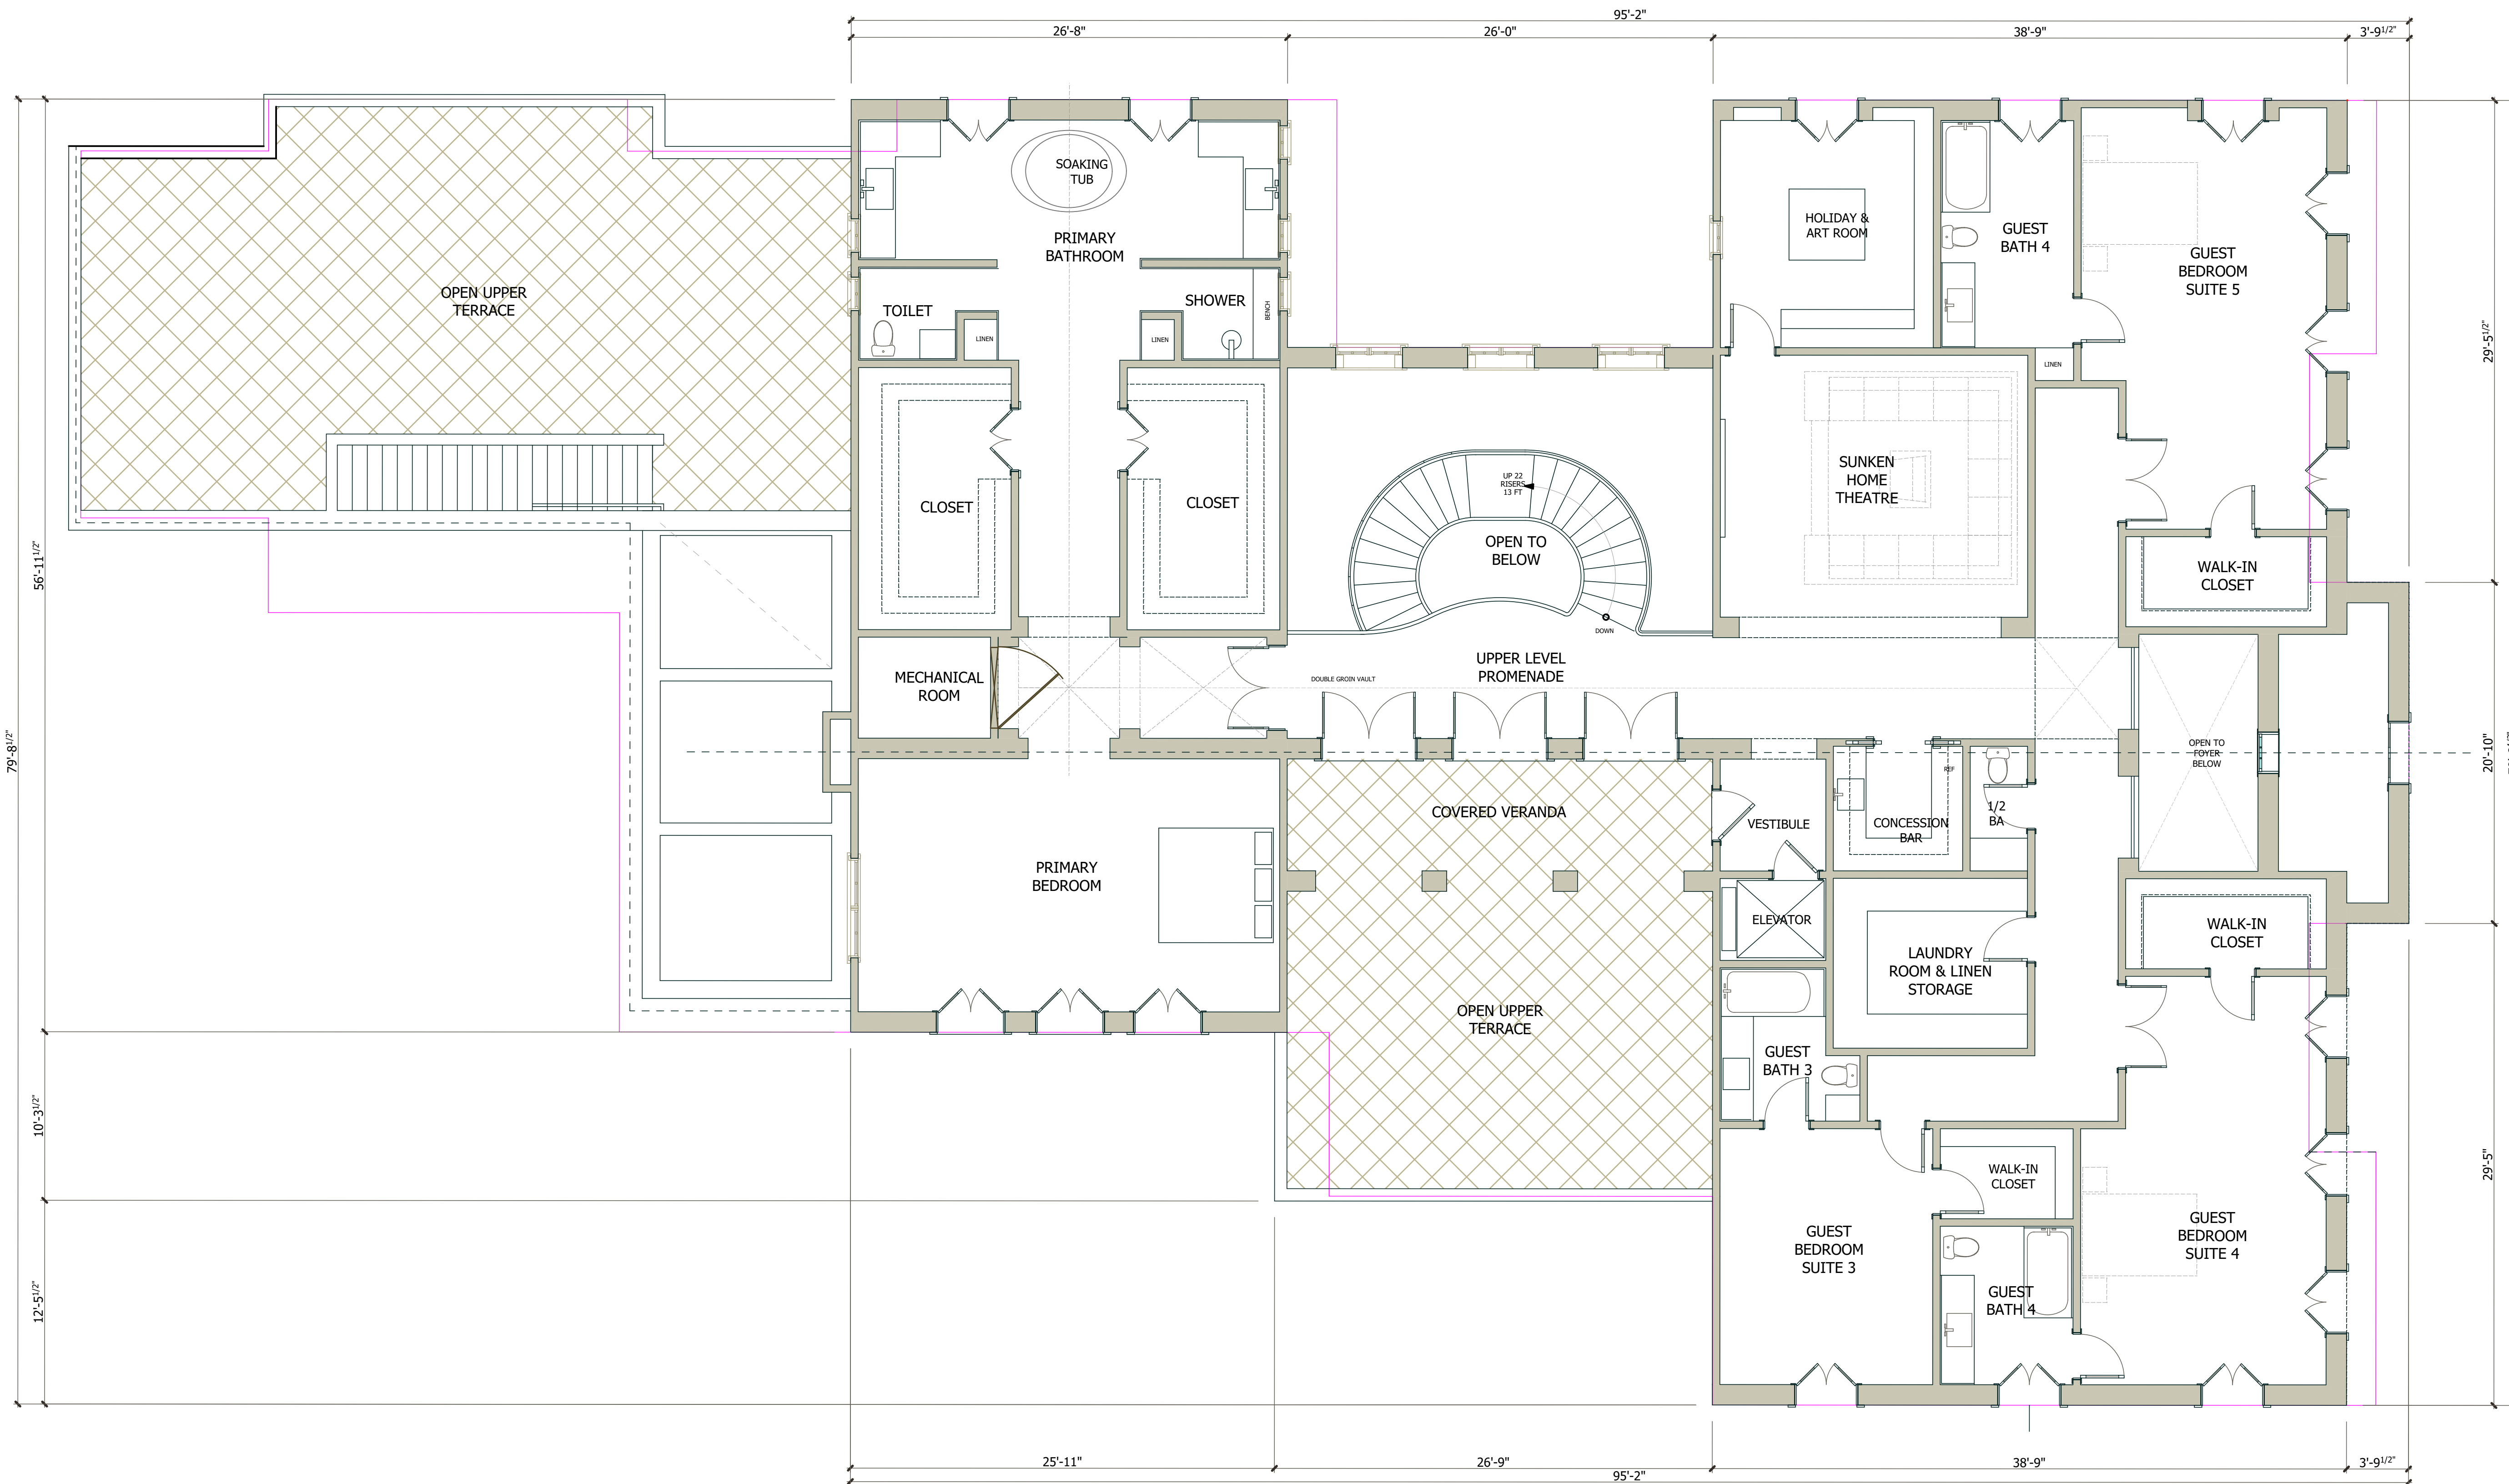 95'-2"
26'-8"
26'-0"
38'-9"
3'-9 1/2"
SOAKING
TUB
HOLIDAY &
ART ROOM
PRIMARY
BATHROOM
GUEST
BATH 4
GUEST
BEDROOM
SUITE 5
OPEN UPPER
TERRACE
TOILET
SHOWER
BENCH
LINEN
LINEN
LINEN
29'-5 1/2"
CLOSET
CLOSET
UP 22
RISERS
13 FT
OPEN TO
BELOW
SUNKEN
HOME
THEATRE
WALK-IN
CLOSET
56'-11 1/2"
DOWN
MECHANICAL
ROOM
DOUBLE GROIN VAULT
UPPER LEVEL
PROMENADE
79'-8 1/2"
OPEN TO
FOYER
BELOW
20'-10"
REF
COVERED VERANDA
VESTIBULE
CONCESSION
BAR
1/2
BA
PRIMARY
BEDROOM
ELEVATOR
WALK-IN
CLOSET
LAUNDRY
ROOM & LINEN
STORAGE
OPEN UPPER
TERRACE
GUEST
BATH 3
10'-3 1/2"
29'-5"
WALK-IN
CLOSET
GUEST
BEDROOM
SUITE 3
GUEST
BEDROOM
SUITE 4
GUEST
BATH 4
12'-5 1/2"
25'-11"
26'-9"
38'-9"
3'-9 1/2"
95'-2"